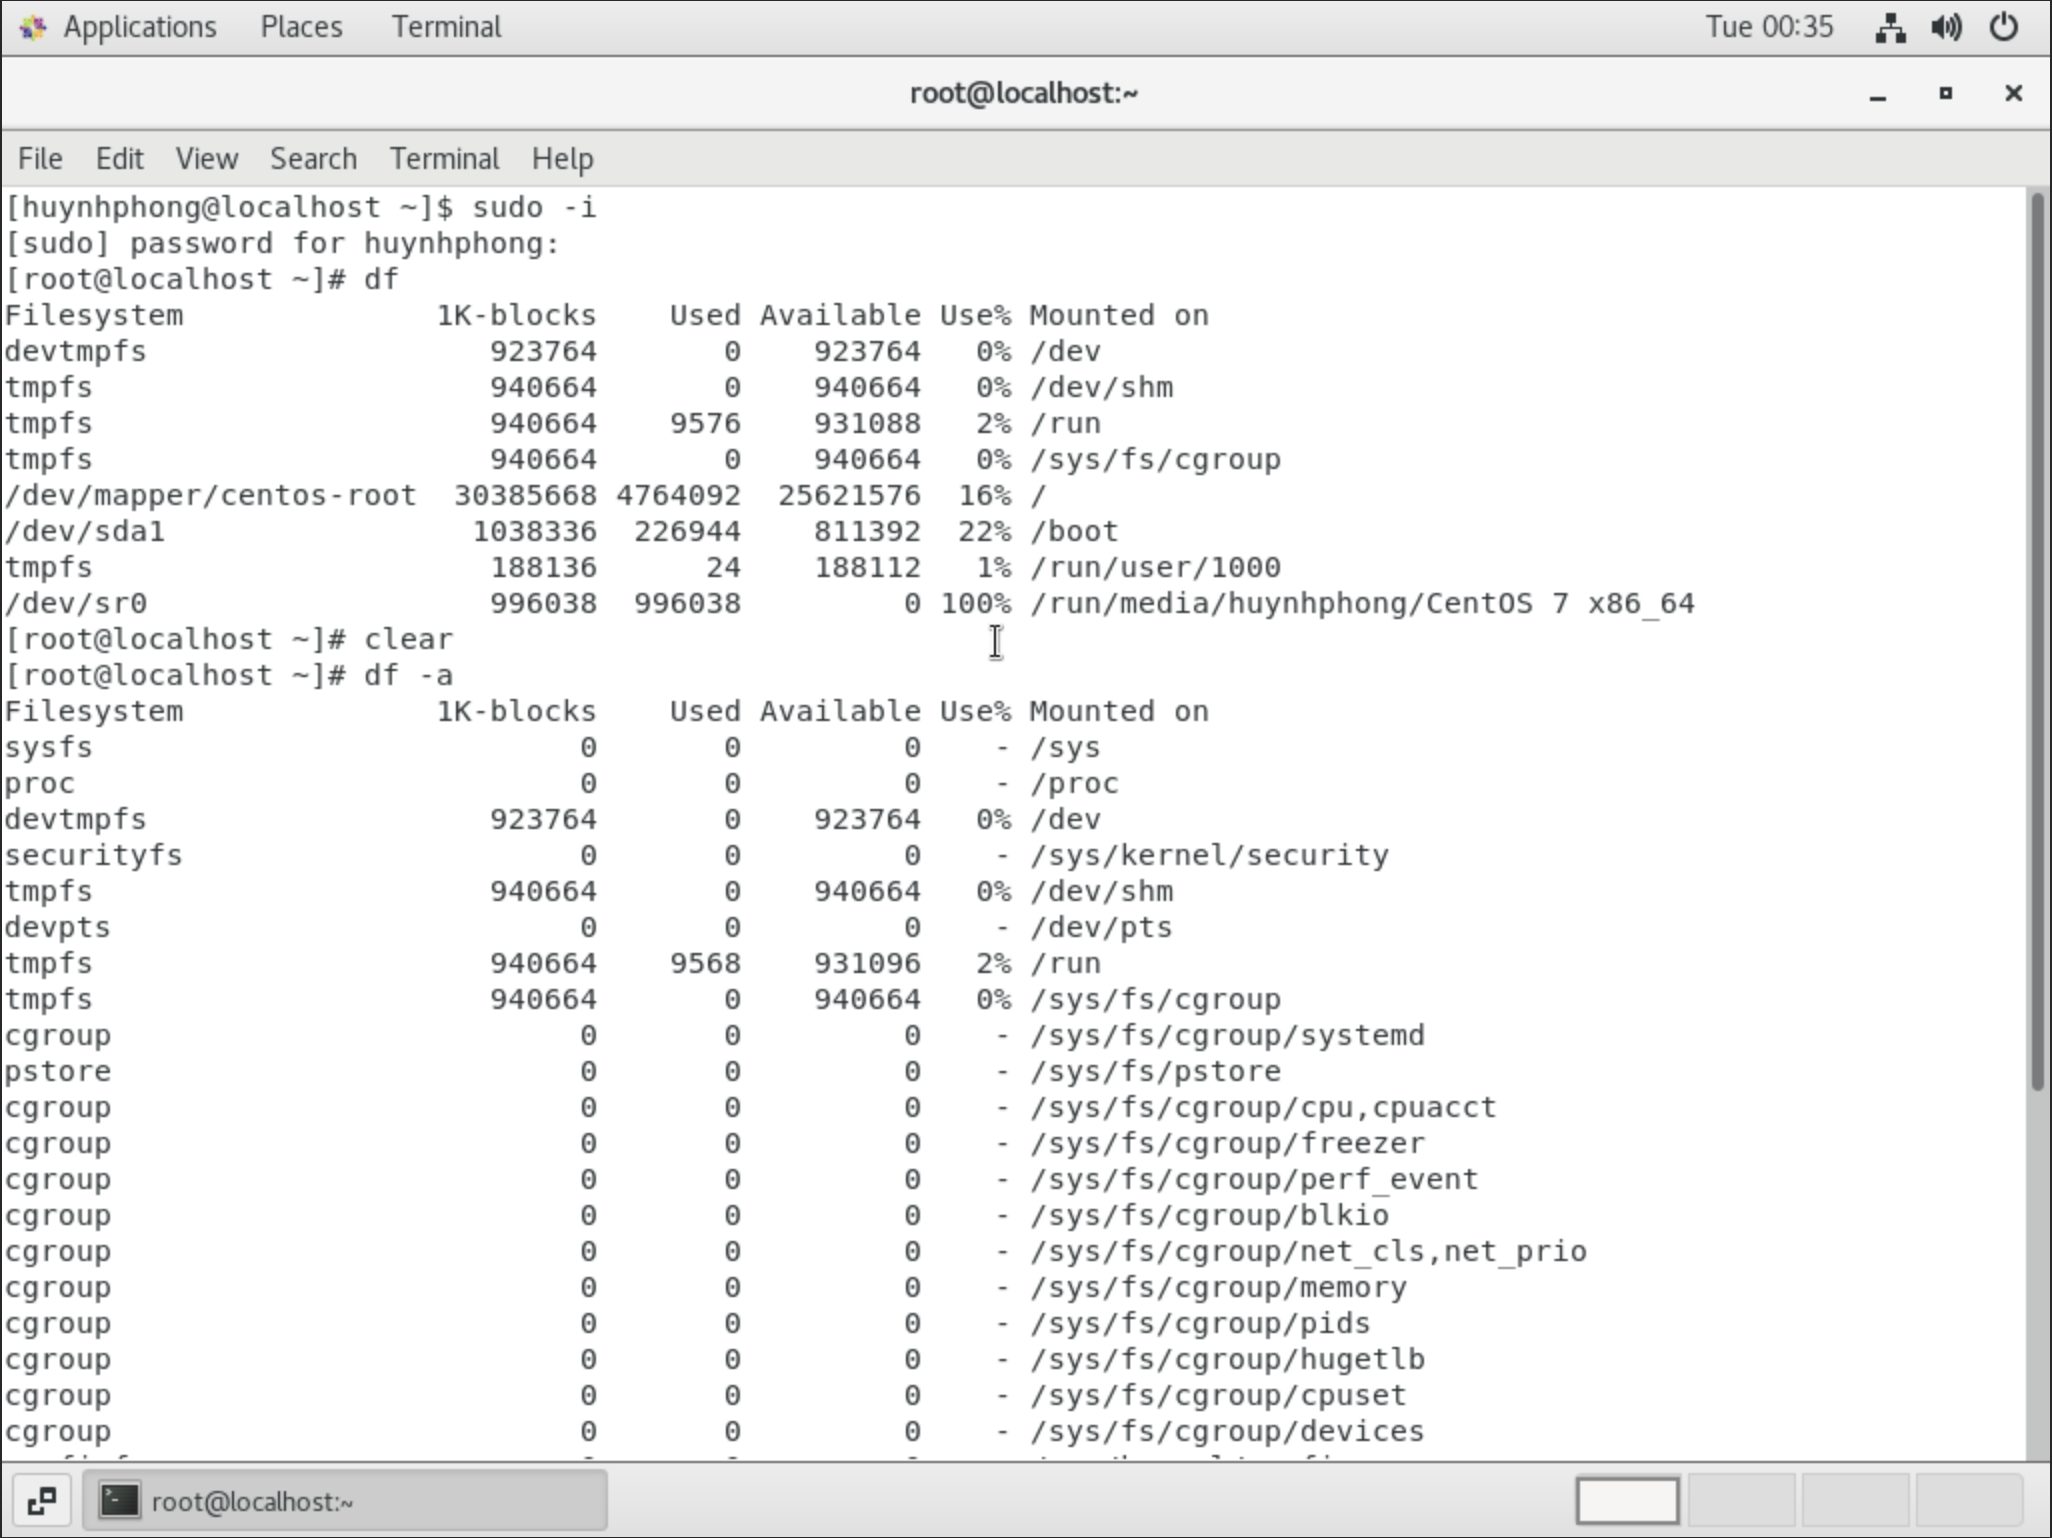 Applications Places Terminal Tue 00:35
root@localhost:~
File Edit View Search Terminal Help
[huynhphong@localhost ~]$ sudo -i
[sudo] password for huynhphong:
[root@localhost ~]# df
Filesystem 1K-blocks Used Available Use% Mounted on
devtmpfs 923764 0 923764 0% /dev
tmpfs 940664 0 940664 0% /dev/shm
tmpfs 940664 9576 931088 2% /run
tmpfs 940664 0 940664 0% /sys/fs/cgroup
/dev/mapper/centos-root 30385668 4764092 25621576 16% /
/dev/sda1 1038336 226944 811392 22% /boot
tmpfs 188136 24 188112 1% /run/user/1000
/dev/sr0 996038 996038 0 100% /run/media/huynhphong/CentOS 7 x86_64
[root@localhost ~]# clear
[root@localhost ~]# df -a
Filesystem 1K-blocks Used Available Use% Mounted on
sysfs 0 0 0 - /sys
proc 0 0 0 - /proc
devtmpfs 923764 0 923764 0% /dev
securityfs 0 0 0 - /sys/kernel/security
tmpfs 940664 0 940664 0% /dev/shm
devpts 0 0 0 - /dev/pts
tmpfs 940664 9568 931096 2% /run
tmpfs 940664 0 940664 0% /sys/fs/cgroup
cgroup 0 0 0 - /sys/fs/cgroup/systemd
pstore 0 0 0 - /sys/fs/pstore
cgroup 0 0 0 - /sys/fs/cgroup/cpu,cpuacct
cgroup 0 0 0 - /sys/fs/cgroup/freezer
cgroup 0 0 0 - /sys/fs/cgroup/perf_event
cgroup 0 0 0 - /sys/fs/cgroup/blkio
cgroup 0 0 0 - /sys/fs/cgroup/net_cls,net_prio
cgroup 0 0 0 - /sys/fs/cgroup/memory
cgroup 0 0 0 - /sys/fs/cgroup/pids
cgroup 0 0 0 - /sys/fs/cgroup/hugetlb
cgroup 0 0 0 - /sys/fs/cgroup/cpuset
cgroup 0 0 0 - /sys/fs/cgroup/devices
root@localhost:~